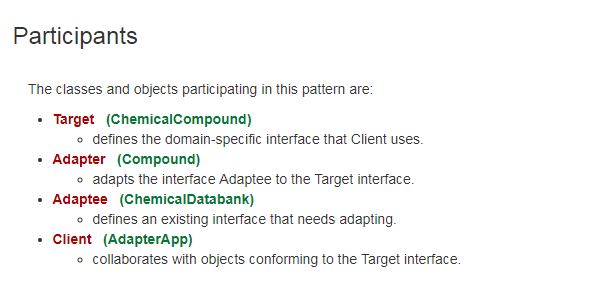 Participants
The classes and objects participating in this pattern are:
Target (ChemicalCompound)
defines the domain-specific interface that Client uses.
Adapter (Compound)
adapts the interface Adaptee to the Target interface.
Adaptee (ChemicalDatabank)
defines an existing interface that needs adapting.
Client (AdapterApp)
collaborates with objects conforming to the Target interface.